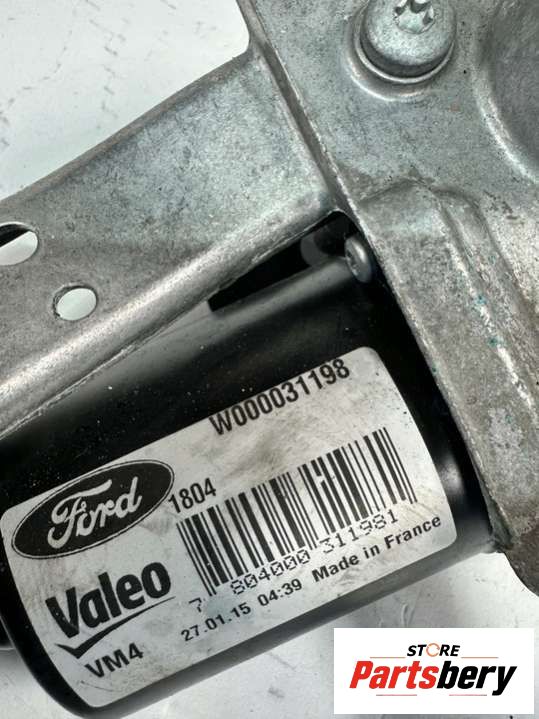 W000031198
Ford
1804
7 804000 311981
Valeo
27.01.15 04:39 Made in France
VM4
STORE
Partsbery